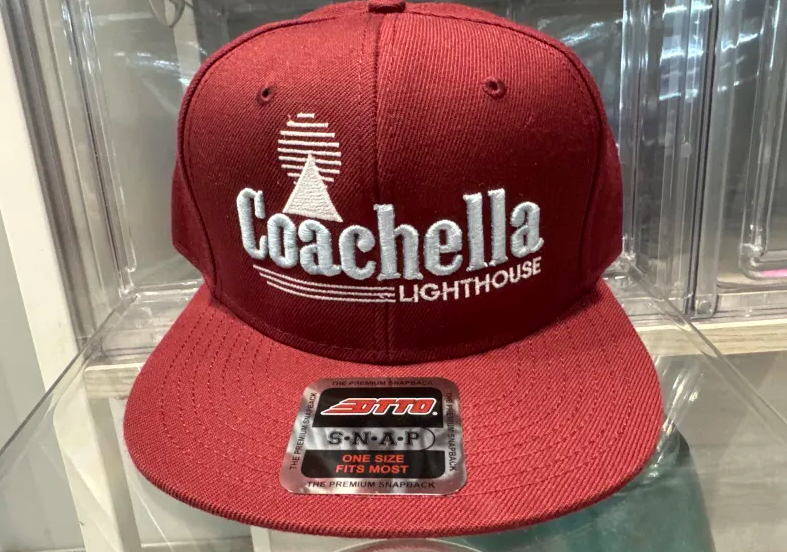 Coachella
LIGHTHOUSE
THE PREMIUM SNAPBACK
THE PREMIUM SNAPBACK
OTTO
S·N·A·P
ONE SIZE
FITS MOST
THE PREMIUM SNAPBACK
THE PREMIUM SNAPBACK